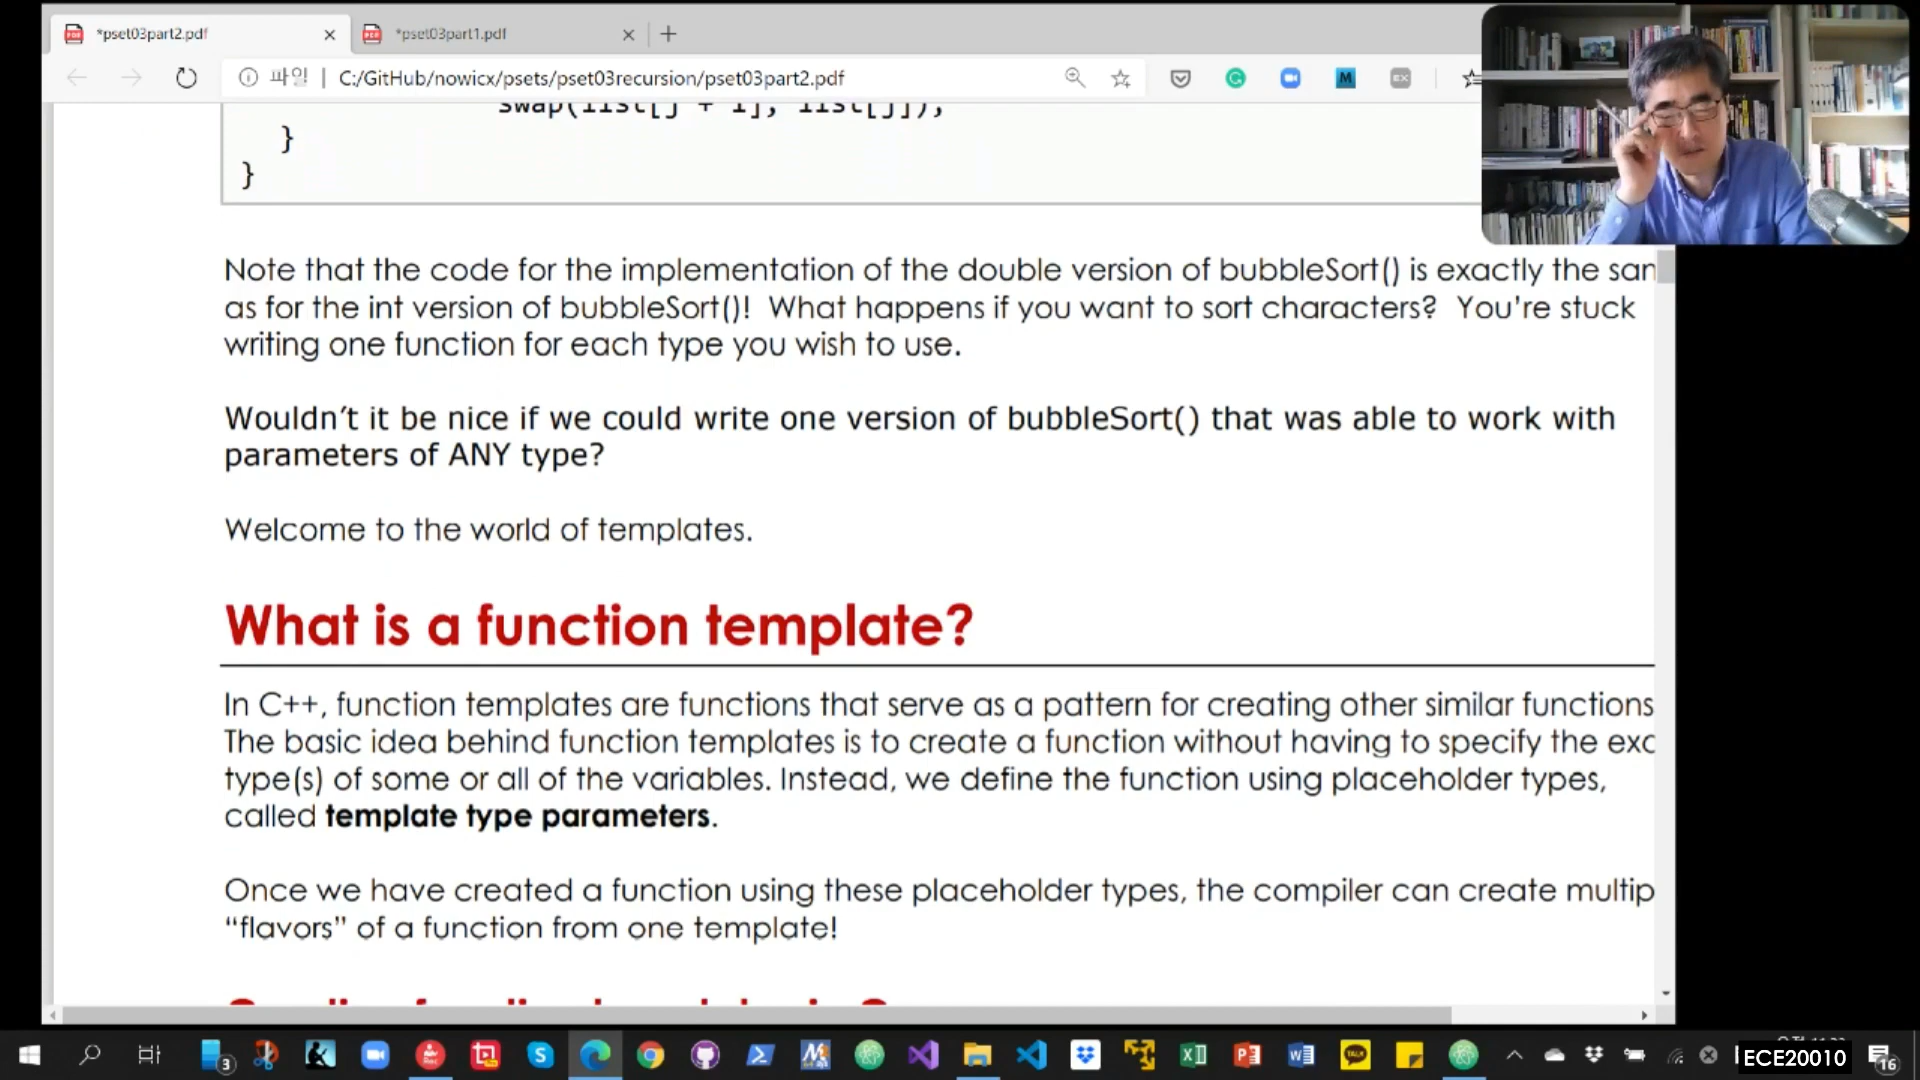 *pset03part2.pdf
*pset03part1.pdf
파일 | C:/GitHub/nowicx/psets/pset03recursion/pset03part2.pdf
swap(list[j + 1], list[j]);
}
}
Note that the code for the implementation of the double version of bubbleSort() is exactly the
as for the int version of bubbleSort()!  What happens if you want to sort characters?  You're stuck
writing one function for each type you wish to use.
Wouldn't it be nice if we could write one version of bubbleSort() that was able to work with
parameters of ANY type?
Welcome to the world of templates.
What is a function template?
In C++, function templates are functions that serve as a pattern for creating other similar functions
The basic idea behind function templates is to create a function without having to specify the
type(s) of some or all of the variables. Instead, we define the function using placeholder types,
called template type parameters.
Once we have created a function using these placeholder types, the compiler can create
"flavors" of a function from one template!
ECE20010
3
16